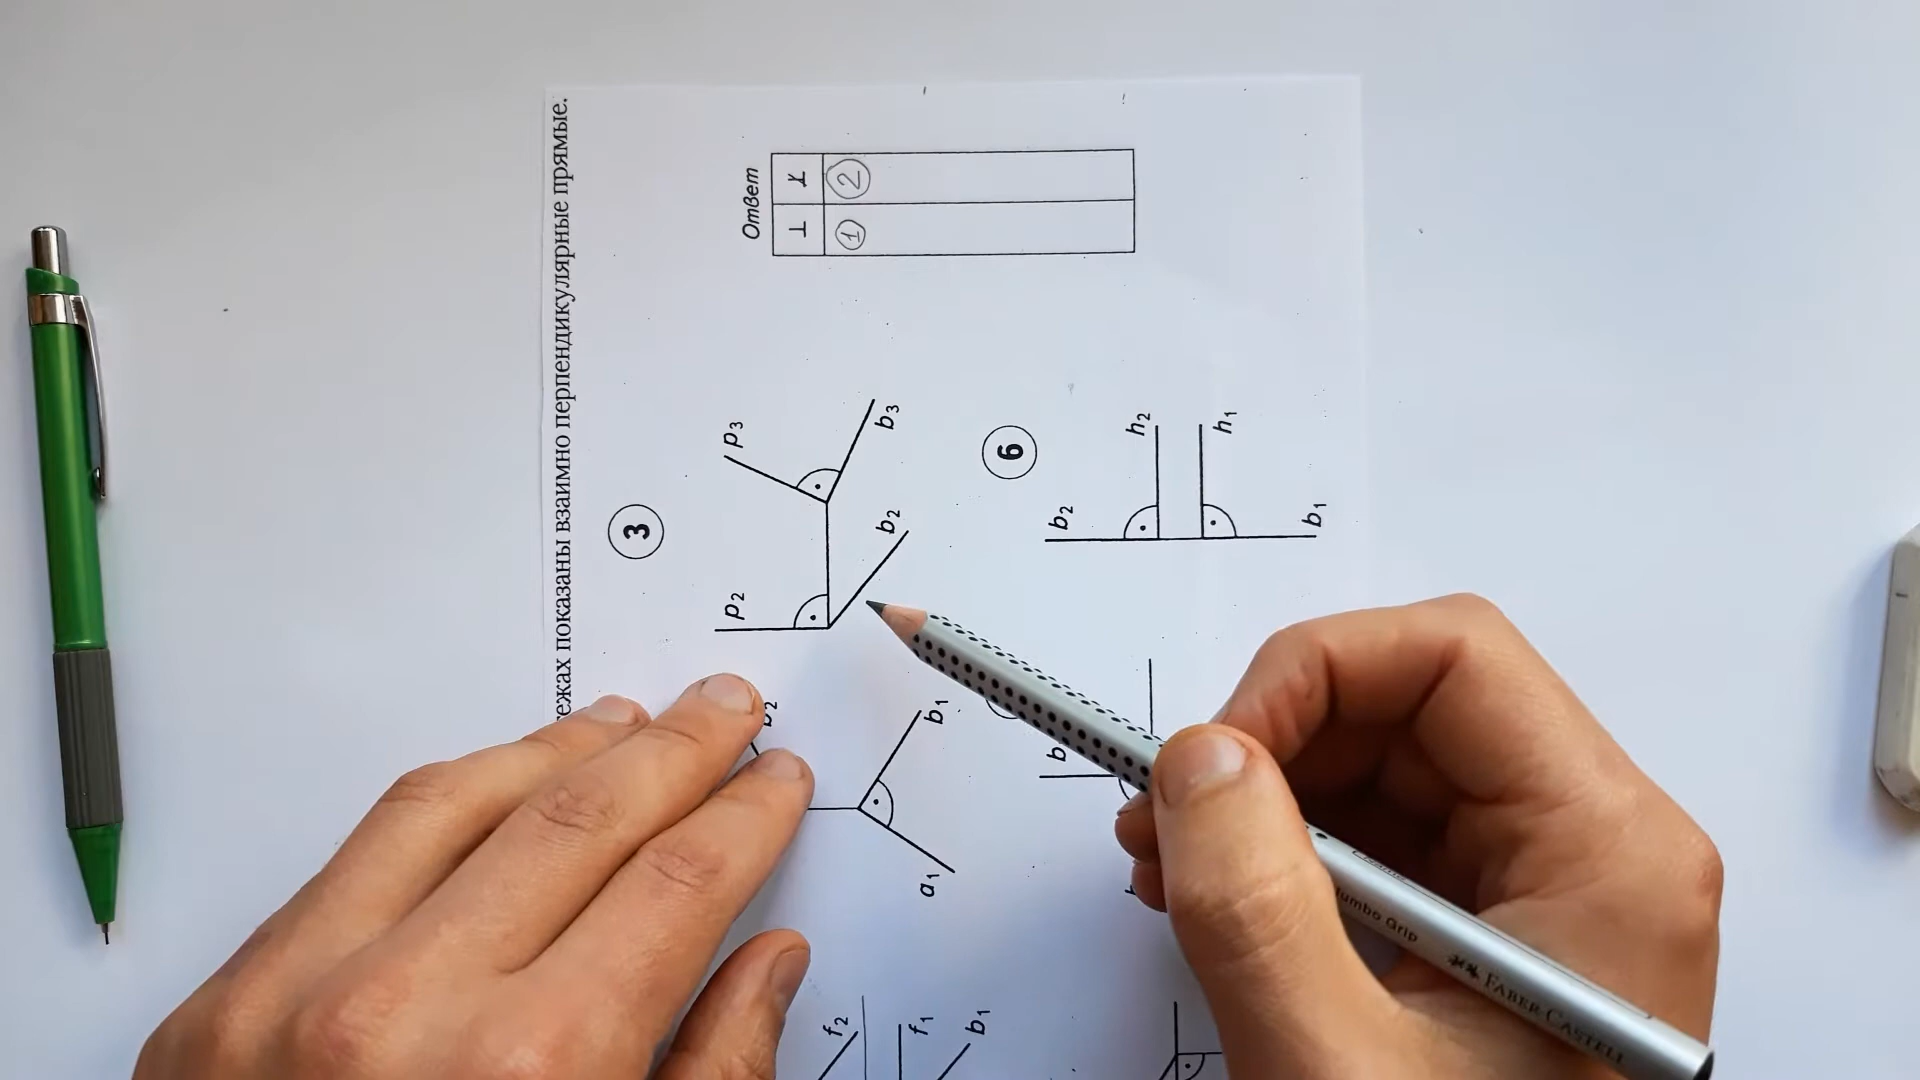 ежах показаны взаимно перпендикулярные прямые.
3
Ответ
1
2
p2
p3
b2
b3
6
b2
h2
h1
b1
b1
a1
b
f2
f1
b1
Jumbo Grip
FABER-CASTELL